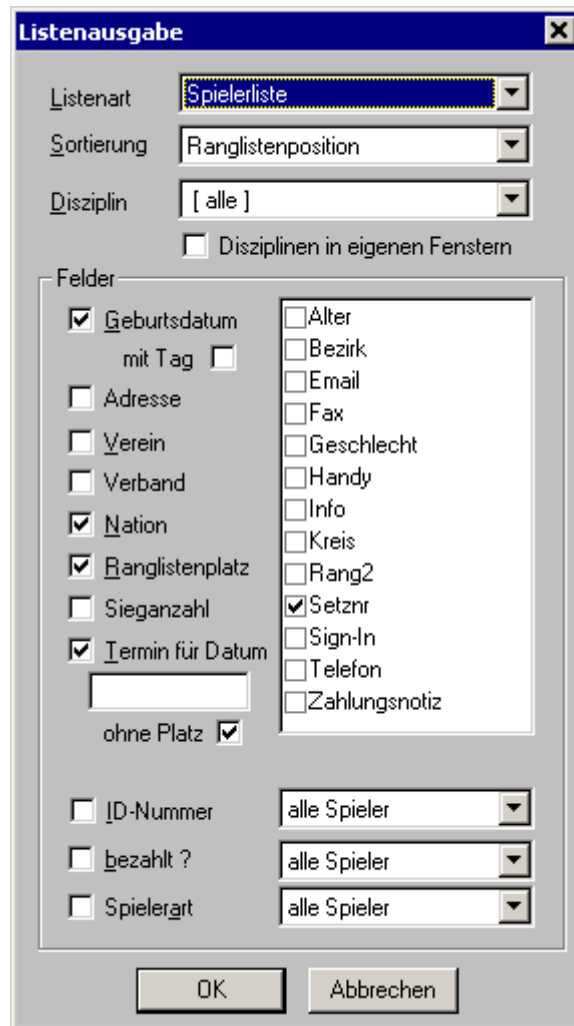 Listenausgabe
Listenart Spielerliste
Sortierung Ranglistenposition
Disziplin [ alle ]
Disziplinen in eigenen Fenstern
Felder
Geburtsdatum
mit Tag
Adresse
Verein
Verband
Nation
Ranglistenplatz
Sieganzahl
Termin für Datum
ohne Platz
Alter
Bezirk
Email
Fax
Geschlecht
Handy
Info
Kreis
Rang2
Setznr
Sign-In
Telefon
Zahlungsnotiz
ID-Nummer alle Spieler
bezahlt ? alle Spieler
Spielerart alle Spieler
OK Abbrechen